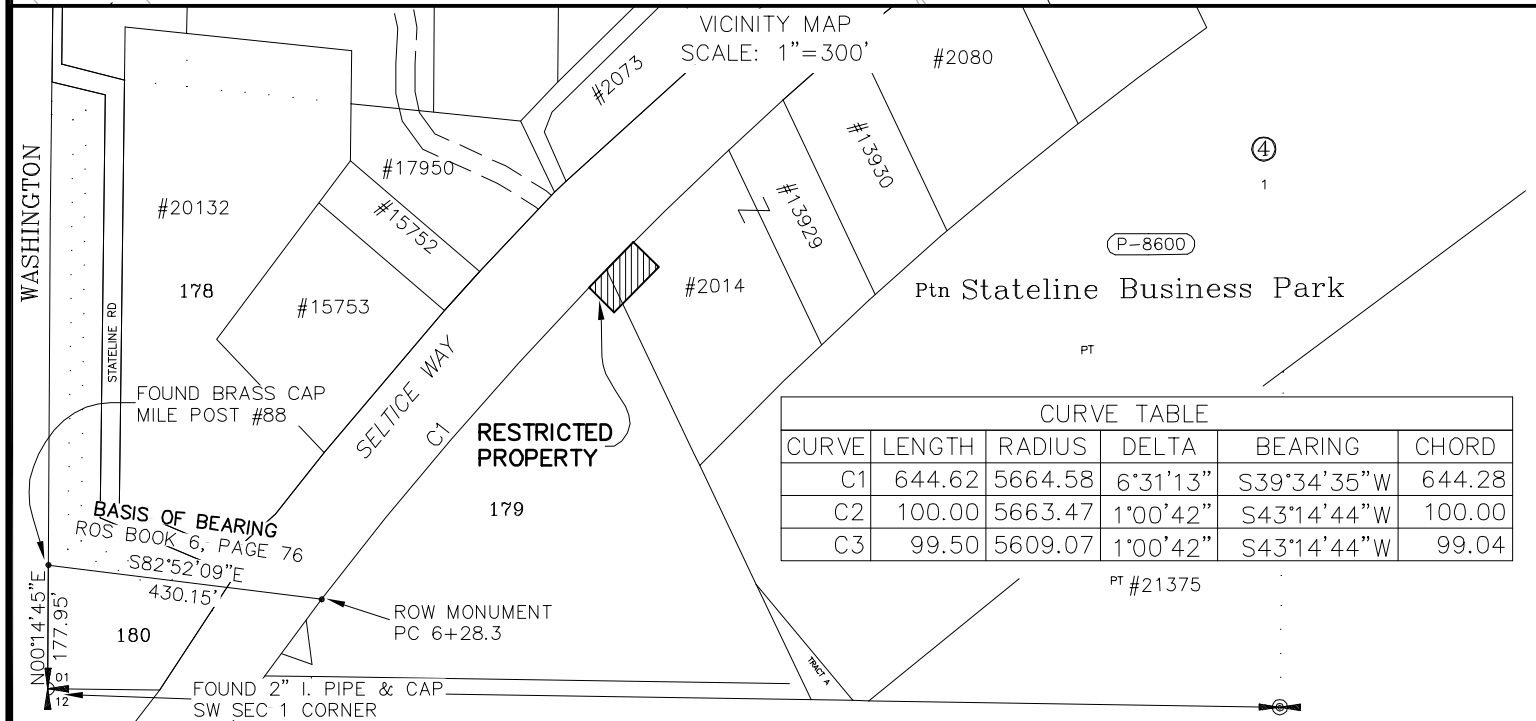 VICINITY MAP
SCALE: 1"=300'
#2073
#2080
#17950
#13930
④
1
WASHINGTON
#20132
#15752
#13929
P-8600
178
#15753
#2014
Ptn Stateline Business Park
STATELINE RD
SELTICE WAY
C1
PT
FOUND BRASS CAP
MILE POST #88
RESTRICTED
PROPERTY
CURVE TABLE
CURVE LENGTH RADIUS DELTA BEARING CHORD
C1 644.62 5664.58 6°31'13" S39°34'35"W 644.28
C2 100.00 5663.47 1°00'42" S43°14'44"W 100.00
C3 99.50 5609.07 1°00'42" S43°14'44"W 99.04
179
BASIS OF BEARING
ROS BOOK 6, PAGE 76
S82°52'09"E
430.15'
PT #21375
N00°14'45"E
177.95'
180
ROW MONUMENT
PC 6+28.3
TRACT A
01
12
FOUND 2" I. PIPE & CAP
SW SEC 1 CORNER